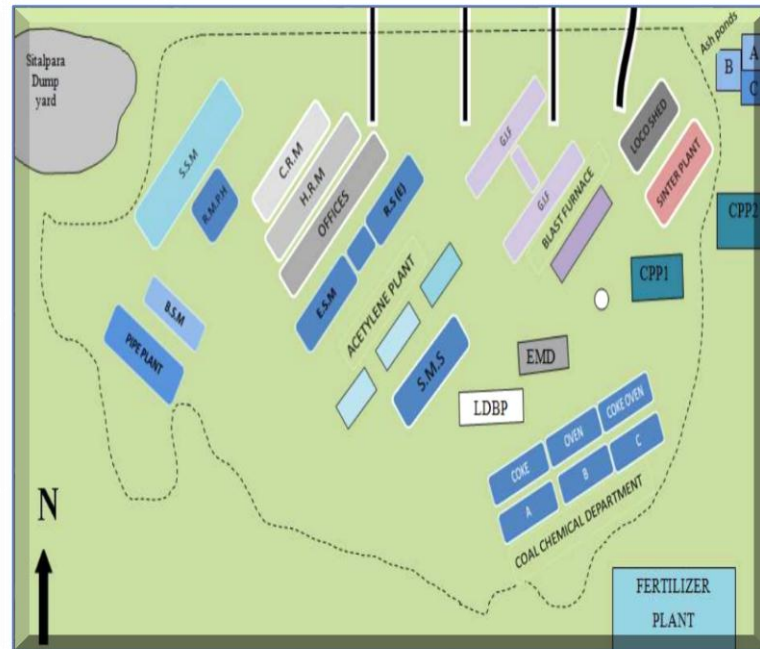 Sitalpara
Dump
yard
Ash ponds
A
B
C
S.S.M
R.M.P.H
C.R.M
H.R.M
OFFICES
R.S (E)
E.S.M
G.I.F
G.I.F
BLAST FURNACE
LOCO SHED
SINTER PLANT
CPP2
CPP1
B.S.M
PIPE PLANT
ACETYLENE PLANT
S.M.S
EMD
LDBP
COKE
OVEN
COKE OVEN
A
B
C
COAL CHEMICAL DEPARTMENT
N
FERTILIZER
PLANT